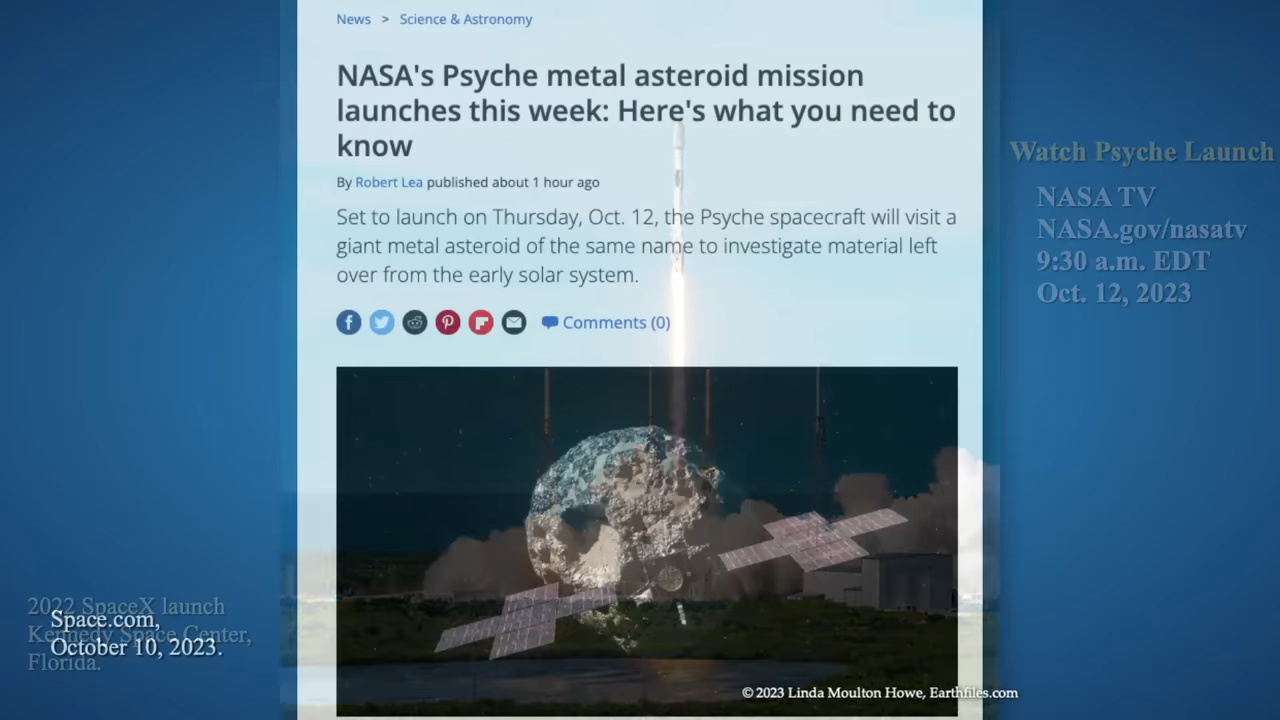 News > Science & Astronomy
NASA's Psyche metal asteroid mission
launches this week: Here's what you need to
know
By Robert Lea published about 1 hour ago
Set to launch on Thursday, Oct. 12, the Psyche spacecraft will visit a
giant metal asteroid of the same name to investigate material left
over from the early solar system.
Comments (0)
Watch Psyche Launch
NASA TV
NASA.gov/nasatv
9:30 a.m. EDT
Oct. 12, 2023
2022 SpaceX launch
Kennedy Space Center,
Florida.
Space.com,
October 10, 2023.
© 2023 Linda Moulton Howe, Earthfiles.com